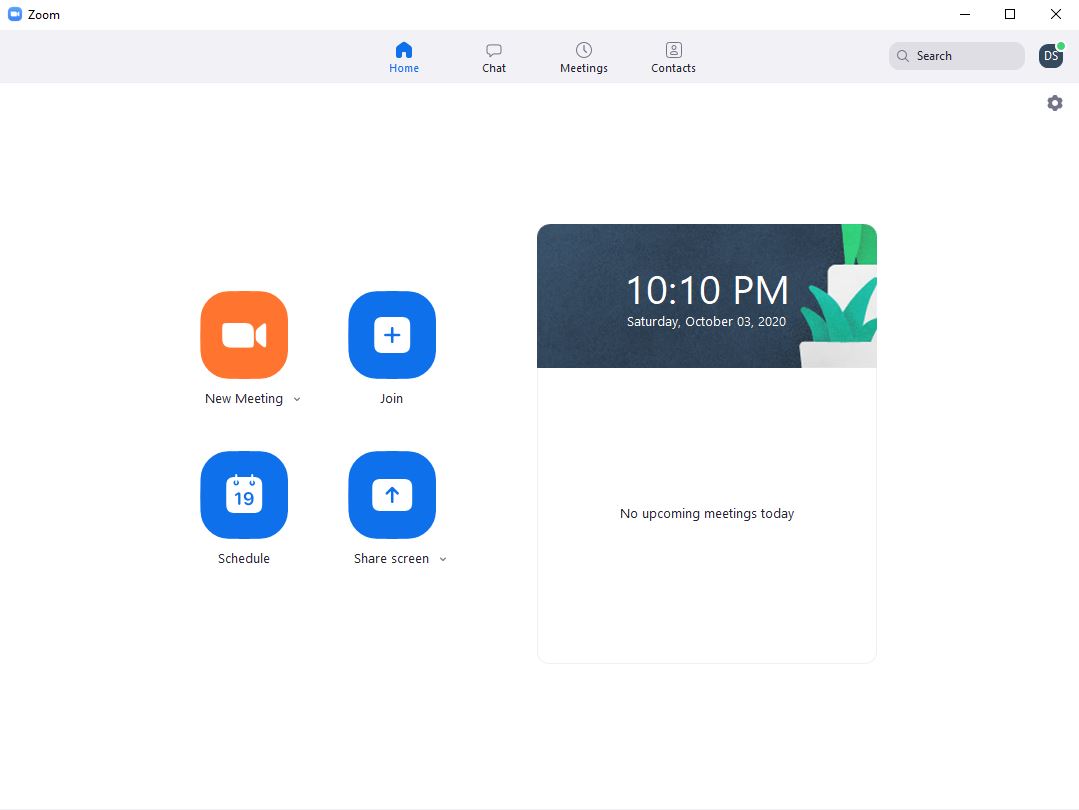 Zoom
Home
Chat
Meetings
Contacts
Search
DS
10:10 PM
Saturday, October 03, 2020
New Meeting
Join
19
Schedule
Share screen
No upcoming meetings today